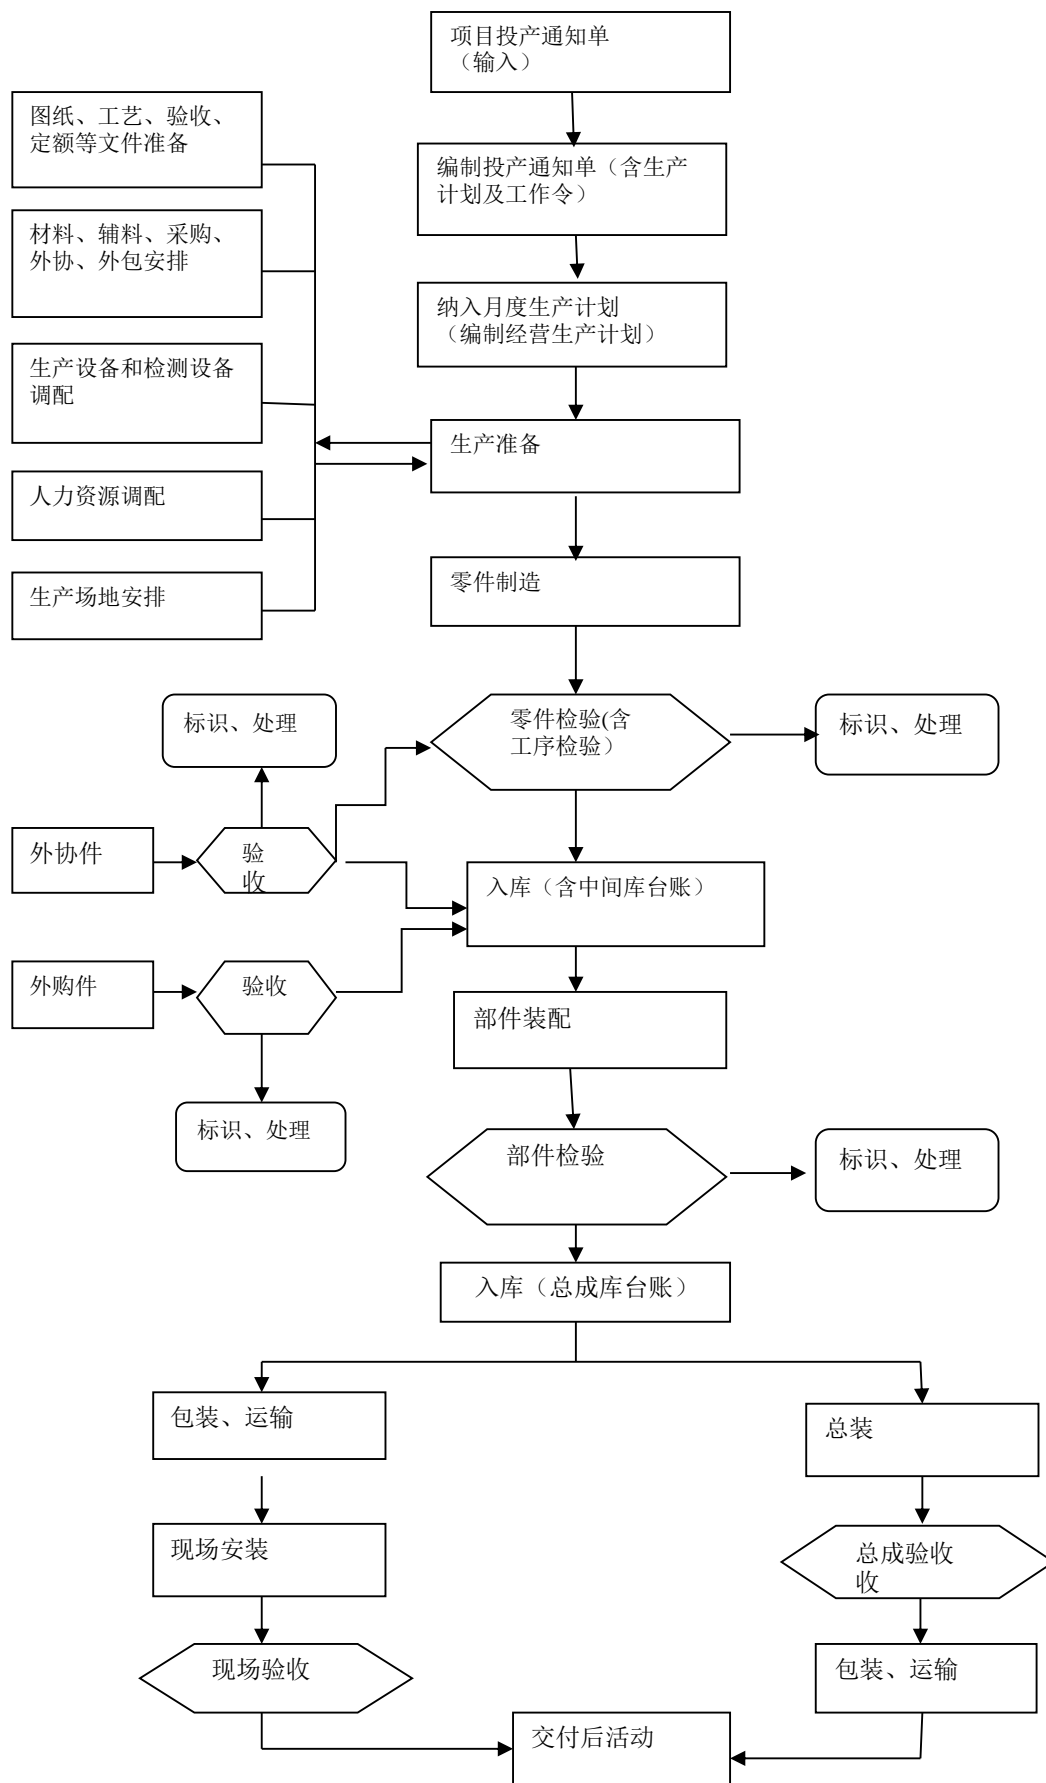 项目投产通知单
（输入）
图纸、工艺、验收、
定额等文件准备
编制投产通知单（含生产
计划及工作令）
材料、辅料、采购、
外协、外包安排
纳入月度生产计划
（编制经营生产计划）
生产设备和检测设备
调配
生产准备
人力资源调配
零件制造
生产场地安排
标识、处理
零件检验(含
工序检验）
标识、处理
外协件
验
收
入库（含中间库台账）
外购件
验收
部件装配
标识、处理
部件检验
标识、处理
入库（总成库台账）
包装、运输
总装
现场安装
总成验收
收
现场验收
包装、运输
交付后活动